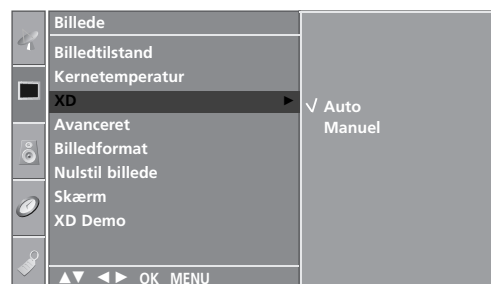 Billede
Billedtilstand
Kernetemperatur
XD ►
Avanceret
Billedformat
Nulstil billede
Skærm
XD Demo
√ Auto
Manuel
▲▼ ◄► OK MENU